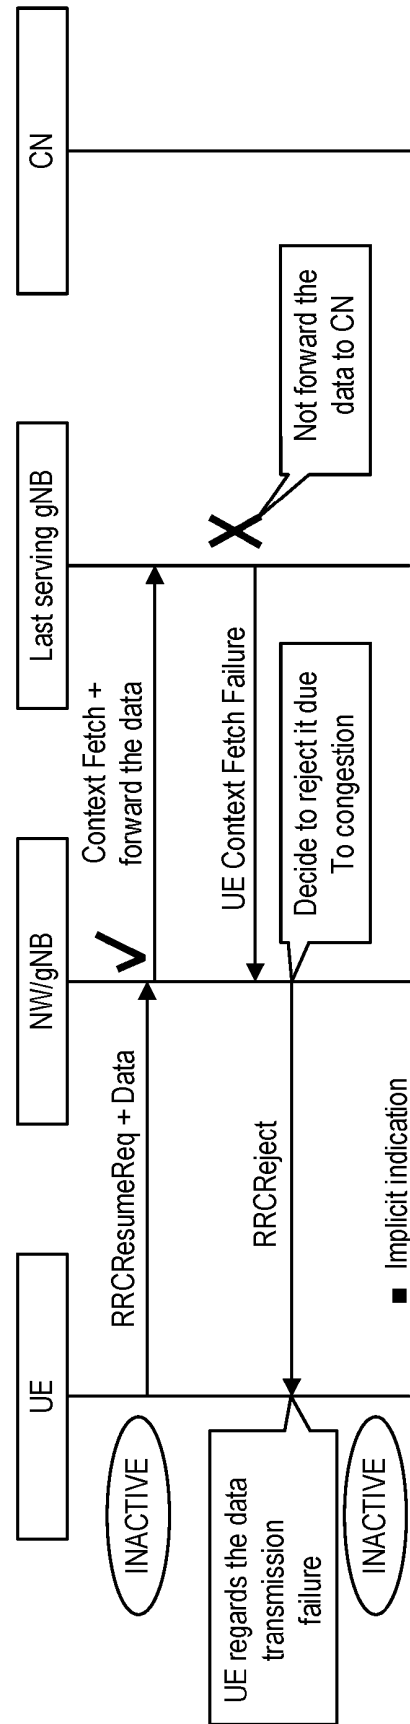 UE
NW/gNB
Last serving gNB
CN
INACTIVE
RRCResumeReq + Data
Context Fetch +
forward the data
UE Context Fetch Failure
Not forward the
data to CN
UE regards the data
transmission
failure
RRCReject
Decide to reject it due
To congestion
INACTIVE
■ Implicit indication